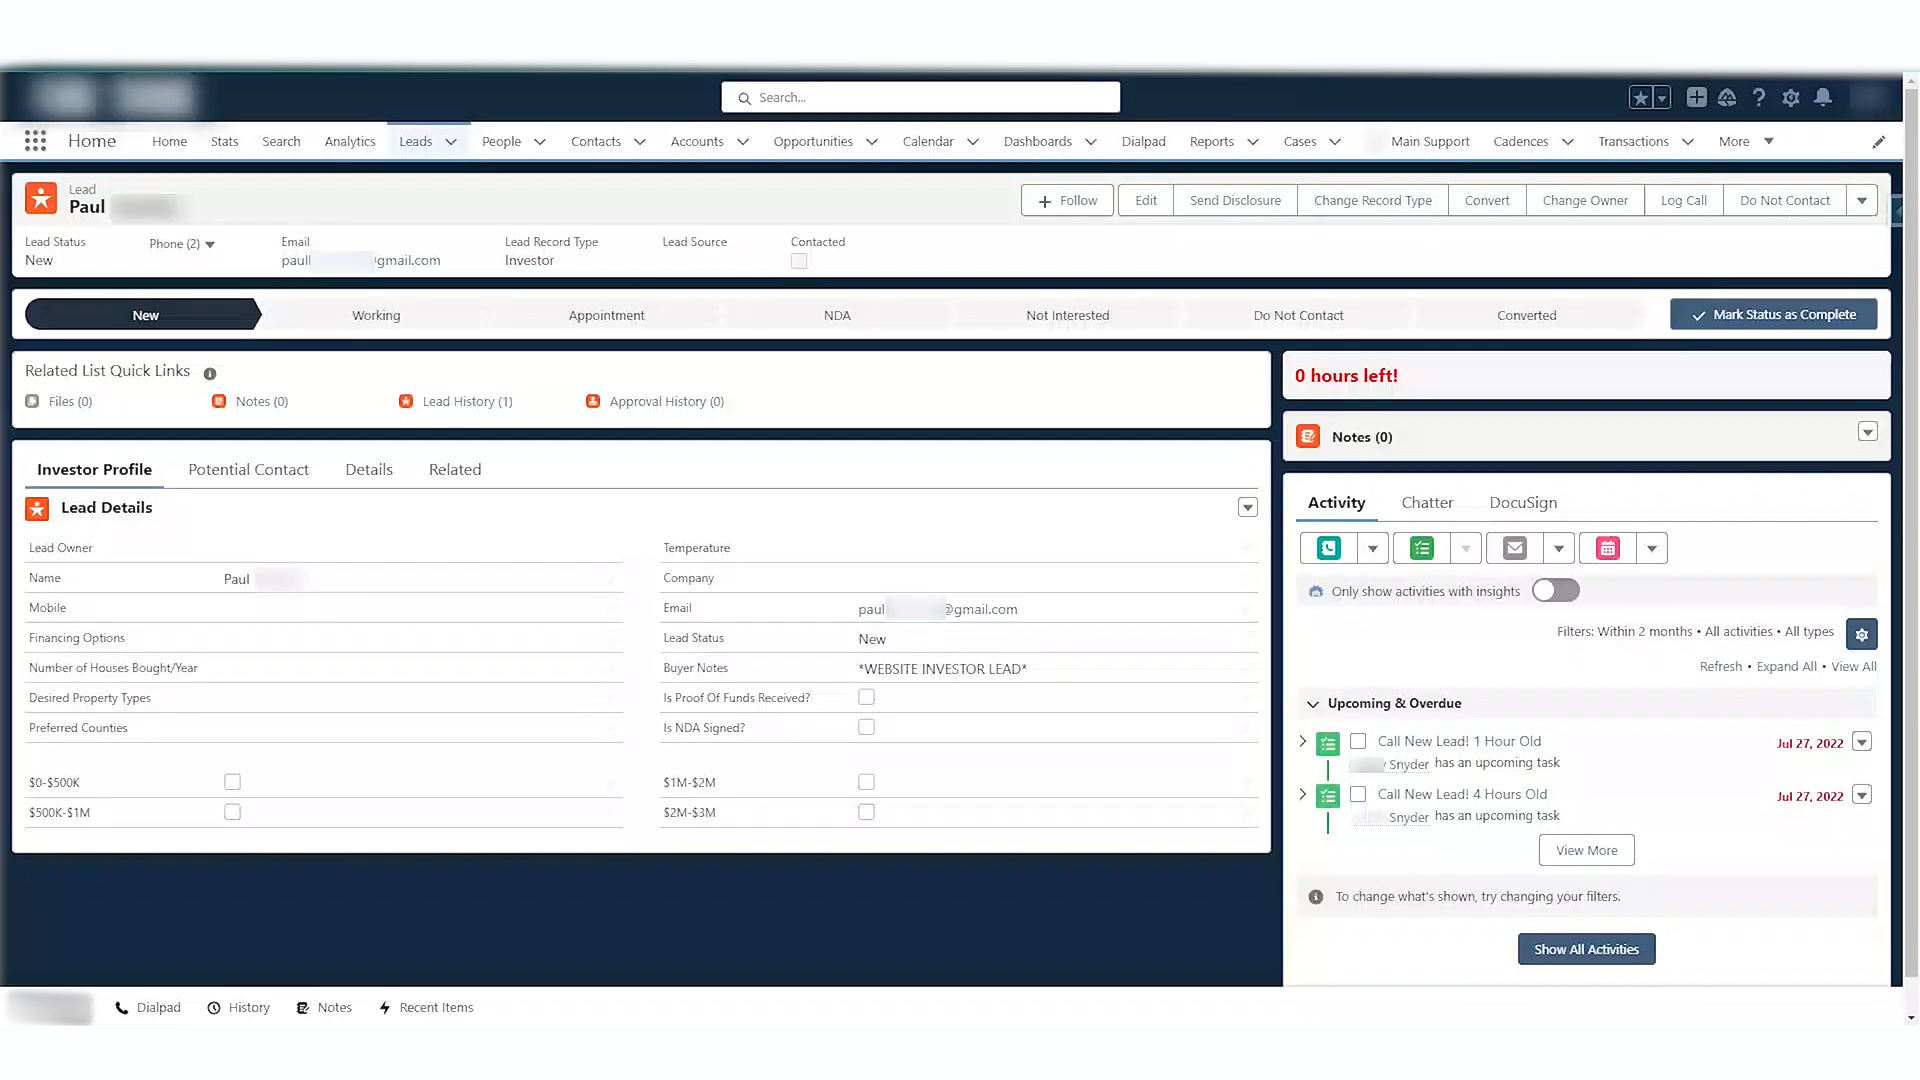 Search...
Home Home Stats Search Analytics Leads People Contacts Accounts Opportunities Calendar Dashboards Dialpad Reports Cases Main Support Cadences Transactions More
Lead
Paul
Follow Edit Send Disclosure Change Record Type Convert Change Owner Log Call Do Not Contact
Lead Status Phone (2) Email Lead Record Type Lead Source Contacted
New paul gmail.com Investor
New Working Appointment NDA Not Interested Do Not Contact Converted Mark Status as Complete
Related List Quick Links
Files (0) Notes (0) Lead History (1) Approval History (0)
Investor Profile Potential Contact Details Related
Lead Details
Lead Owner Temperature
Name Paul Company
Mobile Email paul @gmail.com
Financing Options Lead Status New
Number of Houses Bought/Year Buyer Notes *WEBSITE INVESTOR LEAD*
Desired Property Types Is Proof Of Funds Received?
Preferred Counties Is NDA Signed?
$0-$500K $1M-$2M
$500K-$1M $2M-$3M
0 hours left!
Notes (0)
Activity Chatter DocuSign
Only show activities with insights
Filters: Within 2 months • All activities • All types
Refresh • Expand All • View All
Upcoming & Overdue
Call New Lead! 1 Hour Old Jul 27, 2022
Snyder has an upcoming task
Call New Lead! 4 Hours Old Jul 27, 2022
Snyder has an upcoming task
View More
To change what's shown, try changing your filters.
Show All Activities
Dialpad History Notes Recent Items